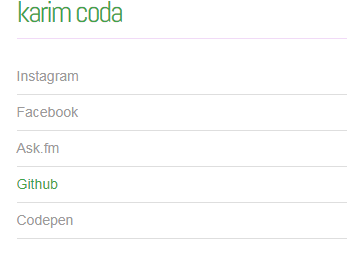 karim coda
Instagram
Facebook
Ask.fm
Github
Codepen